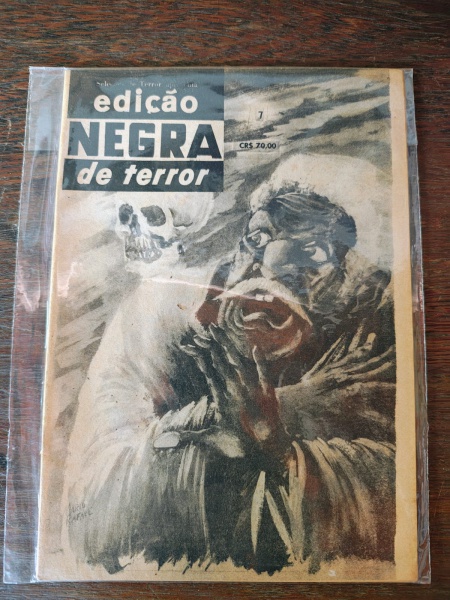 edição
NEGRA
de terror
7
CR$ 70,00